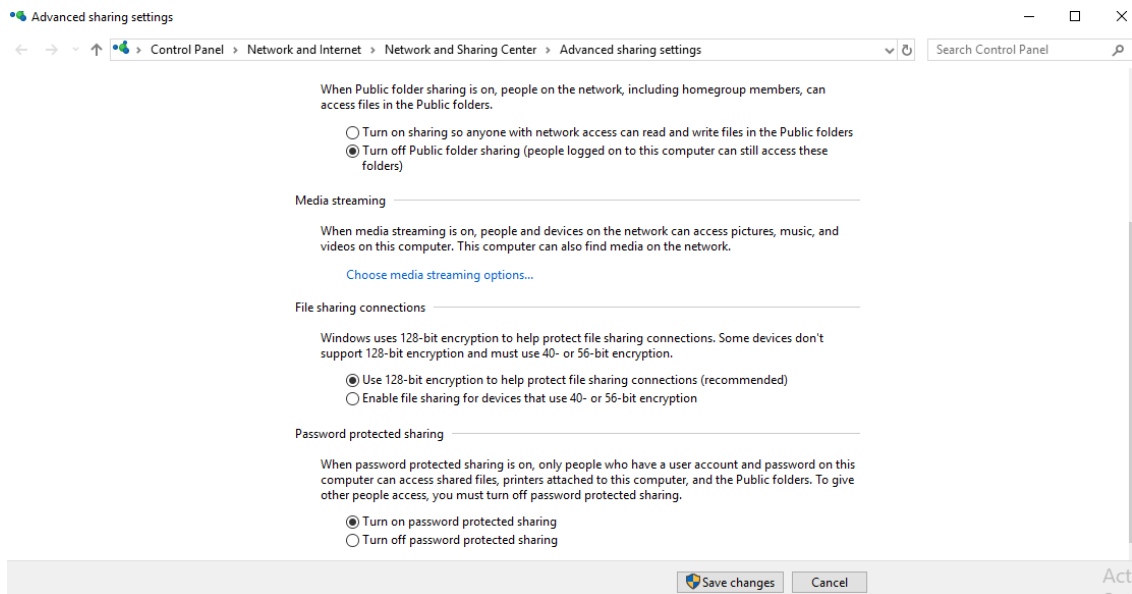 Advanced sharing settings
Control Panel > Network and Internet > Network and Sharing Center > Advanced sharing settings
Search Control Panel
When Public folder sharing is on, people on the network, including homegroup members, can
access files in the Public folders.
Turn on sharing so anyone with network access can read and write files in the Public folders
Turn off Public folder sharing (people logged on to this computer can still access these
folders)
Media streaming
When media streaming is on, people and devices on the network can access pictures, music, and
videos on this computer. This computer can also find media on the network.
Choose media streaming options...
File sharing connections
Windows uses 128-bit encryption to help protect file sharing connections. Some devices don't
support 128-bit encryption and must use 40- or 56-bit encryption.
Use 128-bit encryption to help protect file sharing connections (recommended)
Enable file sharing for devices that use 40- or 56-bit encryption
Password protected sharing
When password protected sharing is on, only people who have a user account and password on this
computer can access shared files, printers attached to this computer, and the Public folders. To give
other people access, you must turn off password protected sharing.
Turn on password protected sharing
Turn off password protected sharing
Save changes
Cancel
Act